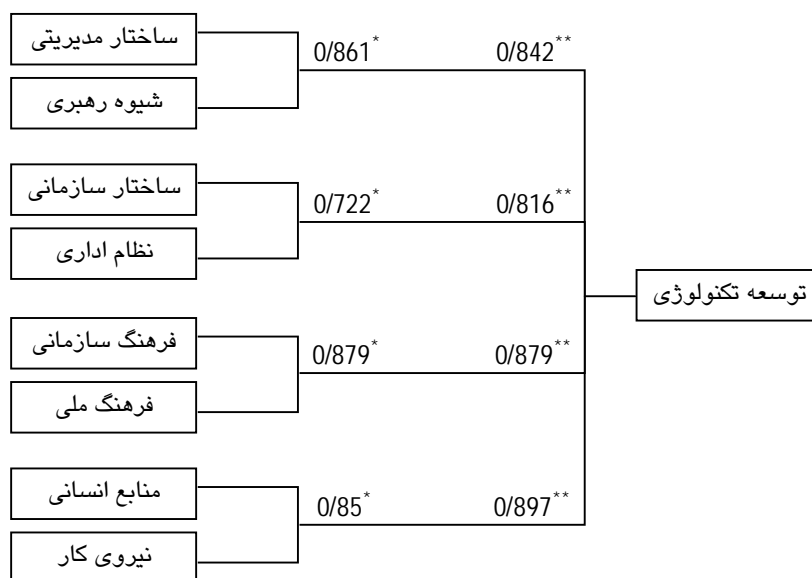 ساختار مدیریتی
0/861* 0/842**
شیوه رهبری
ساختار سازمانی
0/722* 0/816**
نظام اداری
توسعه تکنولوژی
فرهنگ سازمانی
0/879* 0/879**
فرهنگ ملی
منابع انسانی
0/85* 0/897**
نیروی کار